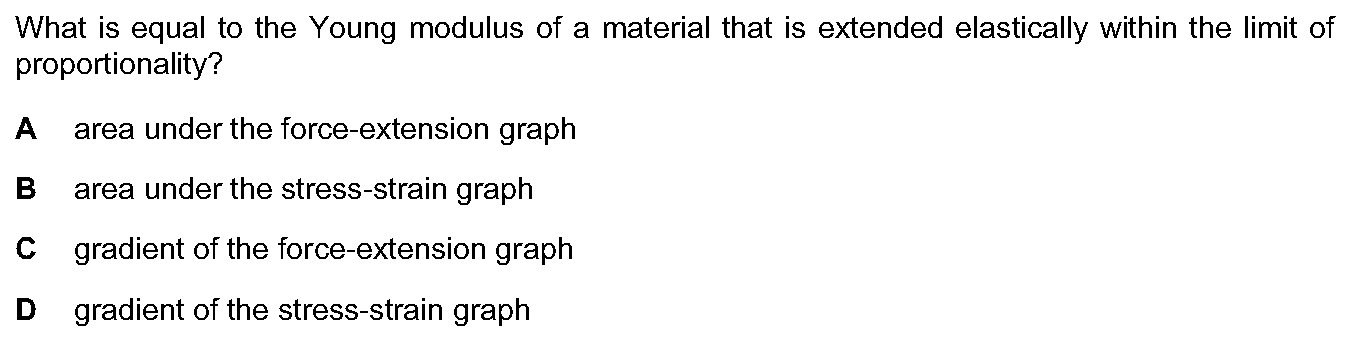 What is equal to the Young modulus of a material that is extended elastically within the limit of
proportionality?
A area under the force-extension graph
B area under the stress-strain graph
C gradient of the force-extension graph
D gradient of the stress-strain graph